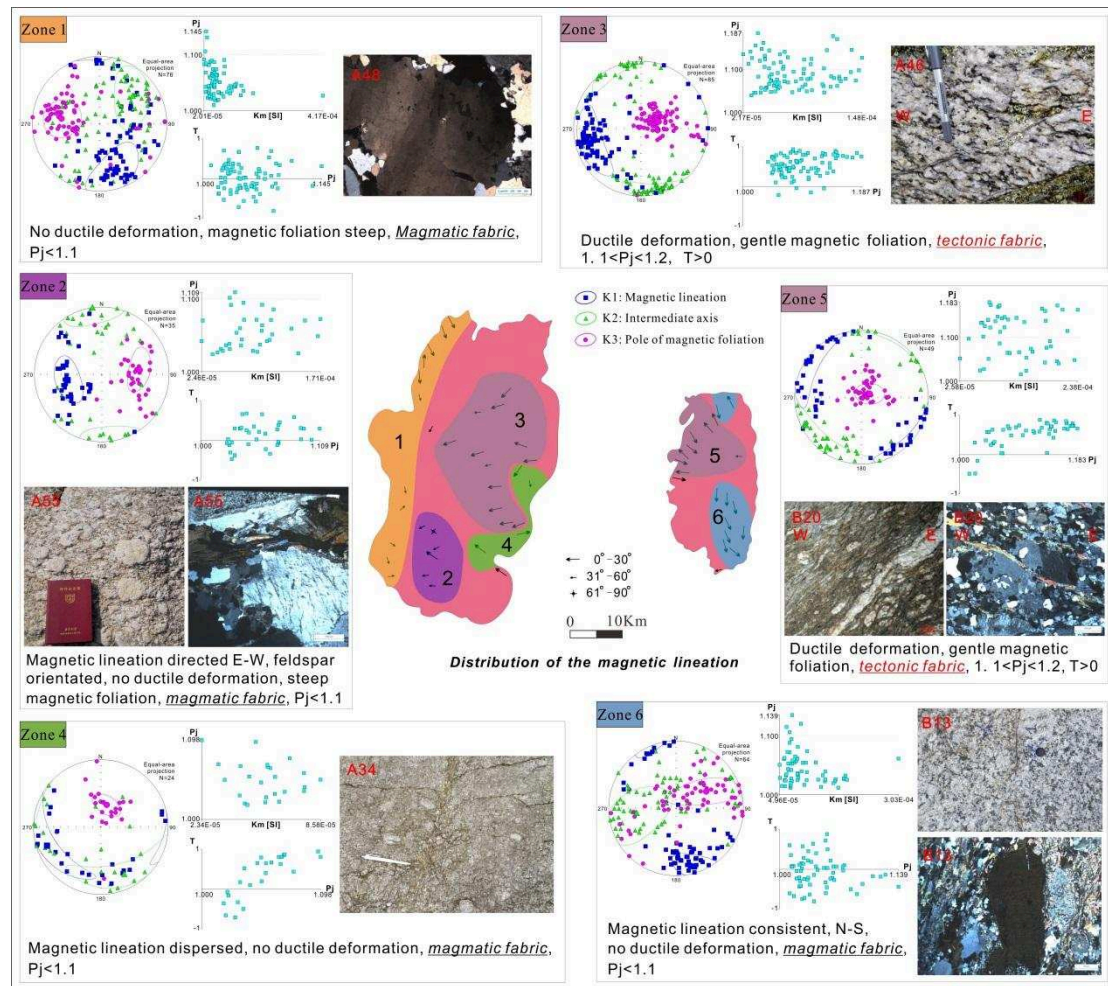 Zone 1
N
Equal-area
projection
N=76
270
90
180
Pj
1.145
1.100
1.000
2.01E-05
Km [SI]
4.17E-04
T
1
1.000
Pj
1.145
-1
A48
No ductile deformation, magnetic foliation steep, Magmatic fabric,
Pj<1.1
Zone 3
N
Equal-area
projection
N=85
270
90
180
Pj
1.187
1.100
1.000
2.17E-05
Km [SI]
1.48E-04
T
1
1.000
Pj
1.187
-1
A46
W
E
Ductile deformation, gentle magnetic foliation, tectonic fabric,
1. 1<Pj<1.2, T>0
Zone 2
N
Equal-area
projection
N=35
270
90
180
Pj
1.109
1.100
1.000
2.46E-05
Km [SI]
1.71E-04
T
1
1.000
Pj
1.109
-1
A55
Magnetic lineation directed E-W, feldspar
orientated, no ductile deformation, steep
magnetic foliation, magmatic fabric, Pj<1.1
K1: Magnetic lineation
K2: Intermediate axis
K3: Pole of magnetic foliation
1
2
3
4
5
6
0°–30°
31°–60°
61°–90°
0
10Km
Distribution of the magnetic lineation
Zone 5
N
Equal-area
projection
N=49
270
90
180
Pj
1.183
1.100
1.000
2.58E-05
Km [SI]
2.38E-04
T
1
1.000
Pj
1.183
-1
B20
W
E
B20
W
E
Ductile deformation, gentle magnetic
foliation, tectonic fabric, 1. 1<Pj<1.2, T>0
Zone 4
N
Equal-area
projection
N=24
270
90
180
Pj
1.098
1.000
2.34E-05
Km [SI]
8.58E-05
T
1
1.000
Pj
1.098
-1
A34
Magnetic lineation dispersed, no ductile deformation, magmatic fabric,
Pj<1.1
Zone 6
N
Equal-area
projection
N=64
270
90
180
Pj
1.139
1.100
1.000
4.96E-05
Km [SI]
3.03E-04
T
1
1.000
Pj
1.139
-1
B13
B13
Magnetic lineation consistent, N-S,
no ductile deformation, magmatic fabric,
Pj<1.1